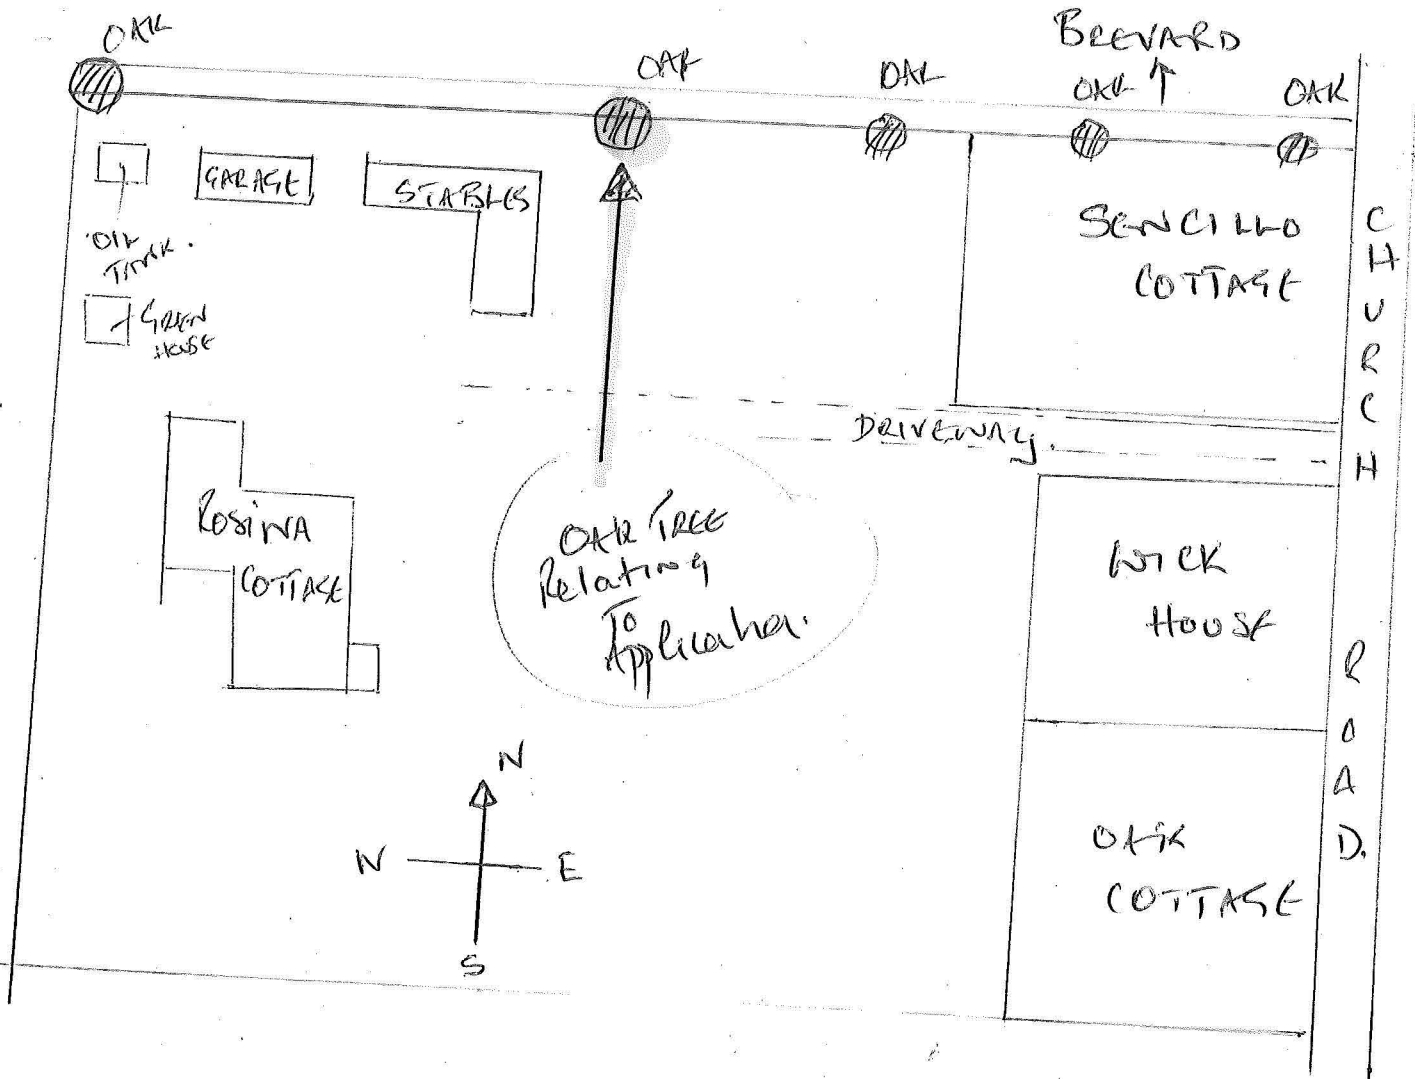 OAK
OAK
OAK
BREVARD
OAK
OAK
GARAGE
STABLES
OIL
TANK.
GREEN
HOUSE
SENCILLO
COTTAGE
CHURCH ROAD.
DRIVEWAY.
ROSINA
COTTAGE
OAK TREE
Relating
To
Application.
WICK
HOUSE
N
N
E
S
OAK
COTTAGE